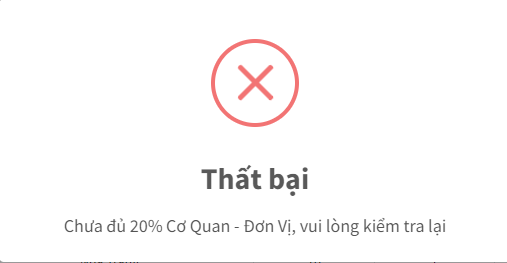 Thất bại
Chưa đủ 20% Cơ Quan - Đơn Vị, vui lòng kiểm tra lại